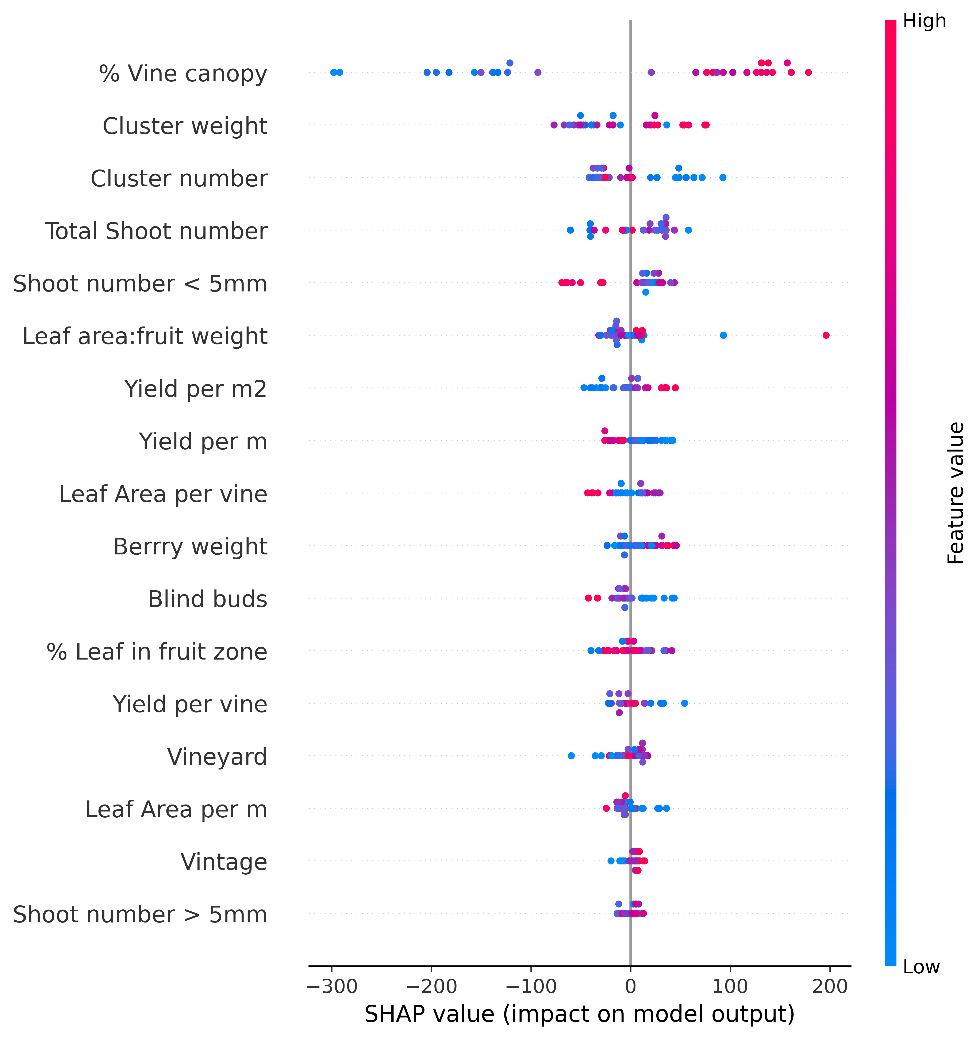 High
% Vine canopy
Cluster weight
Cluster number
Total Shoot number
Shoot number < 5mm
Leaf area:fruit weight
Yield per m2
Yield per m
Leaf Area per vine
Berrry weight
Blind buds
% Leaf in fruit zone
Yield per vine
Vineyard
Leaf Area per m
Vintage
Shoot number > 5mm
Feature value
Low
−300 −200 −100 0 100 200
SHAP value (impact on model output)